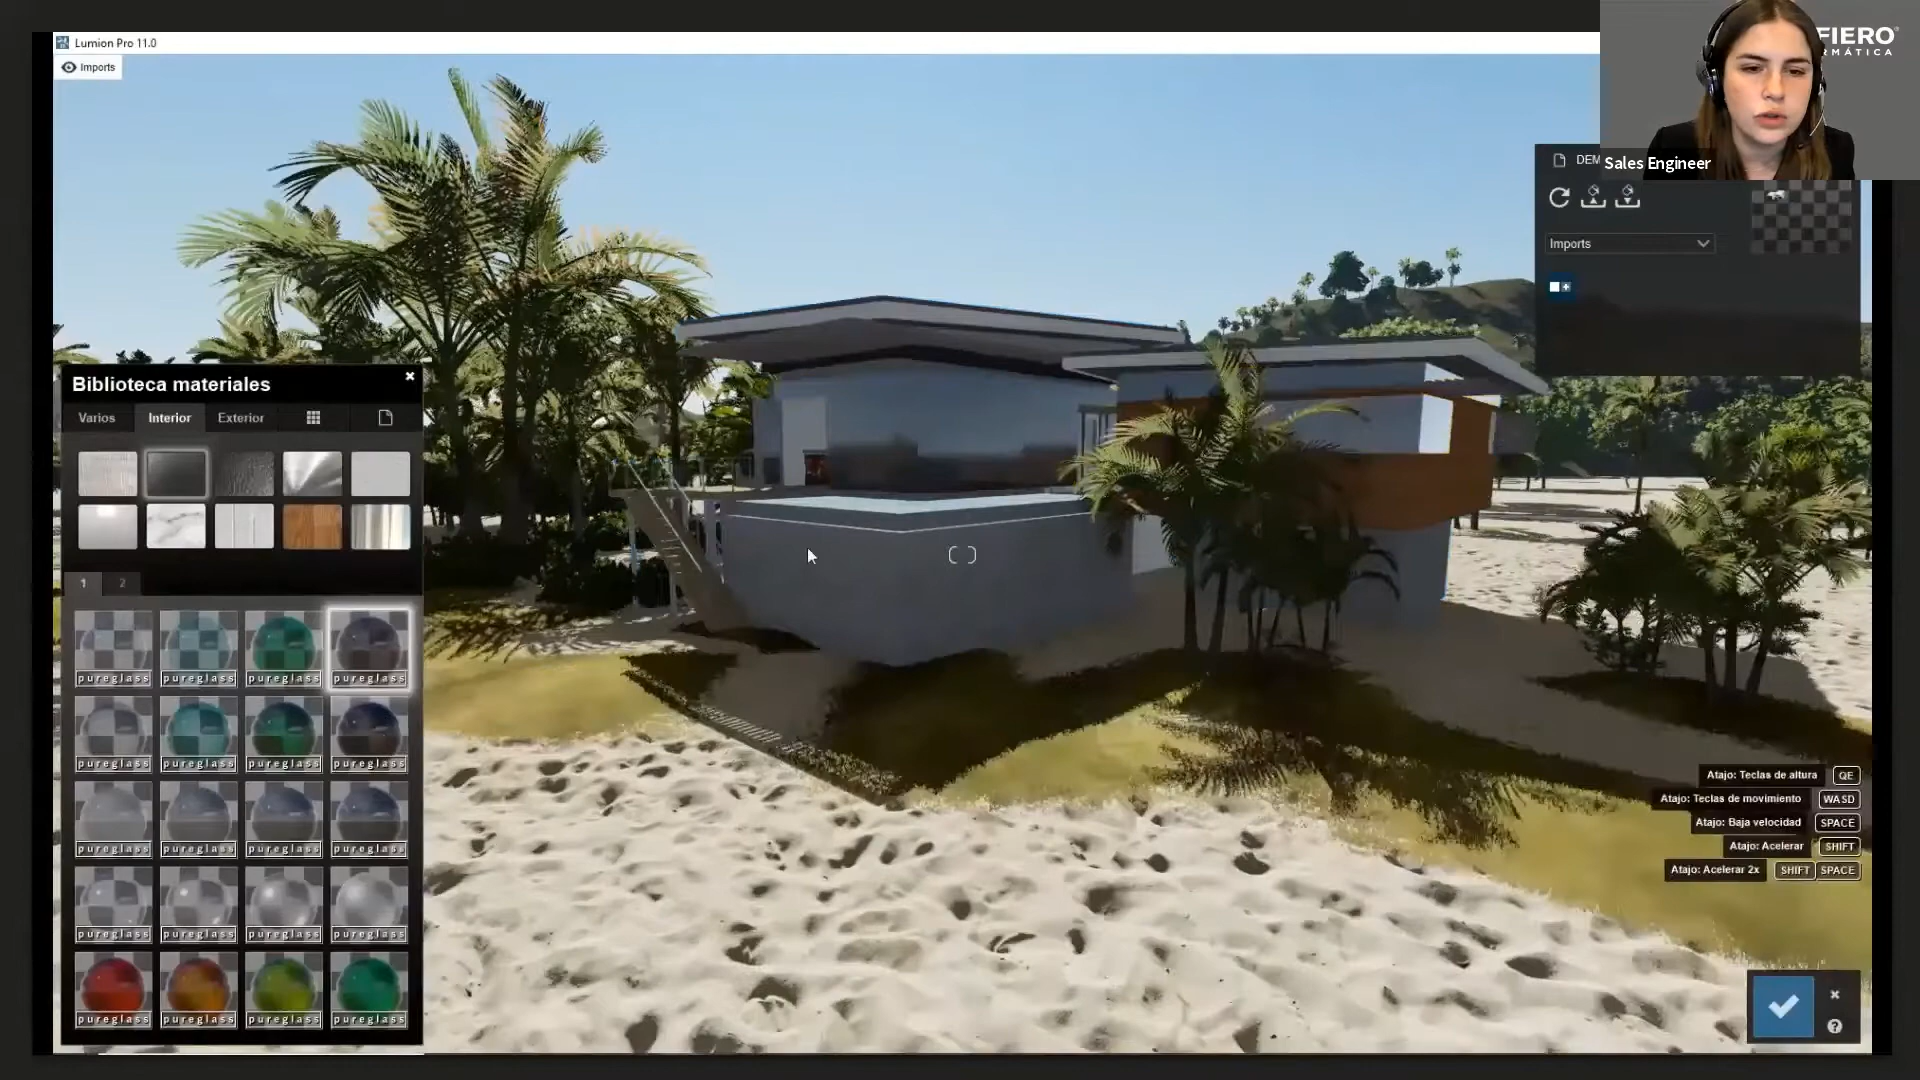 Lumion Pro 11.0
Imports
FIERO
RMÁTICA
Sales Engineer
DEM
Imports
Biblioteca materiales
Varios Interior Exterior
1 2
pureglass pureglass pureglass pureglass
pureglass pureglass pureglass pureglass
pureglass pureglass pureglass pureglass
pureglass pureglass pureglass pureglass
pureglass pureglass pureglass pureglass
Atajo: Teclas de altura QE
Atajo: Teclas de movimiento WASD
Atajo: Baja velocidad SPACE
Atajo: Acelerar SHIFT
Atajo: Acelerar 2x SHIFT SPACE